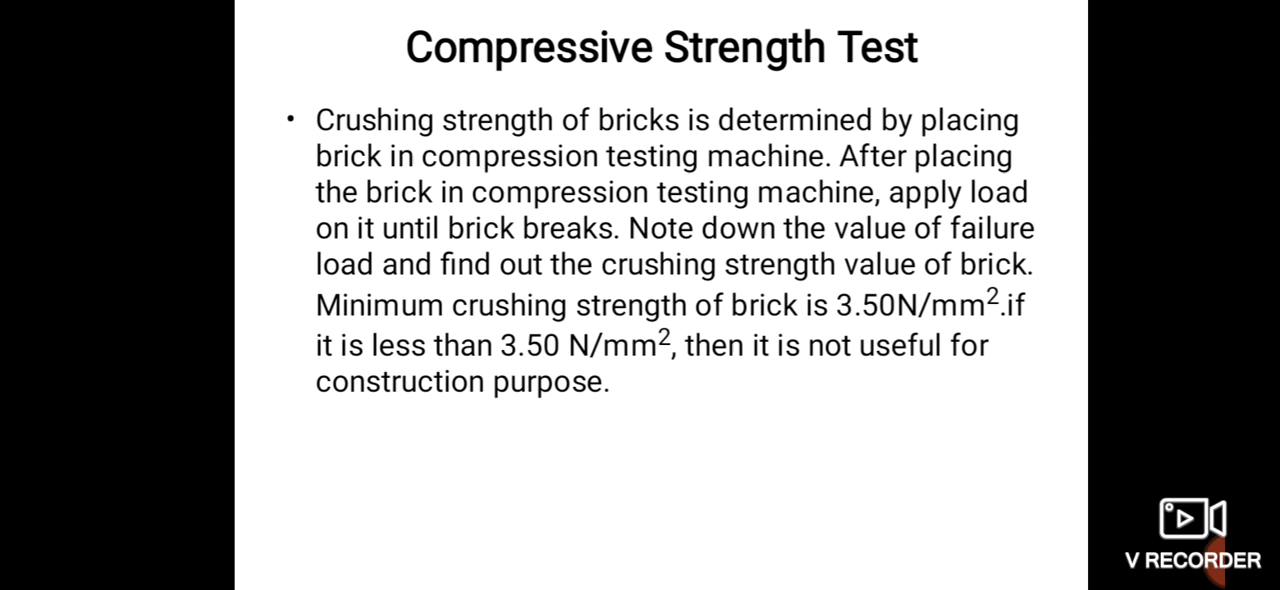 Compressive Strength Test
• Crushing strength of bricks is determined by placing
brick in compression testing machine. After placing
the brick in compression testing machine, apply load
on it until brick breaks. Note down the value of failure
load and find out the crushing strength value of brick.
Minimum crushing strength of brick is 3.50N/mm².if
it is less than 3.50 N/mm², then it is not useful for
construction purpose.
V RECORDER